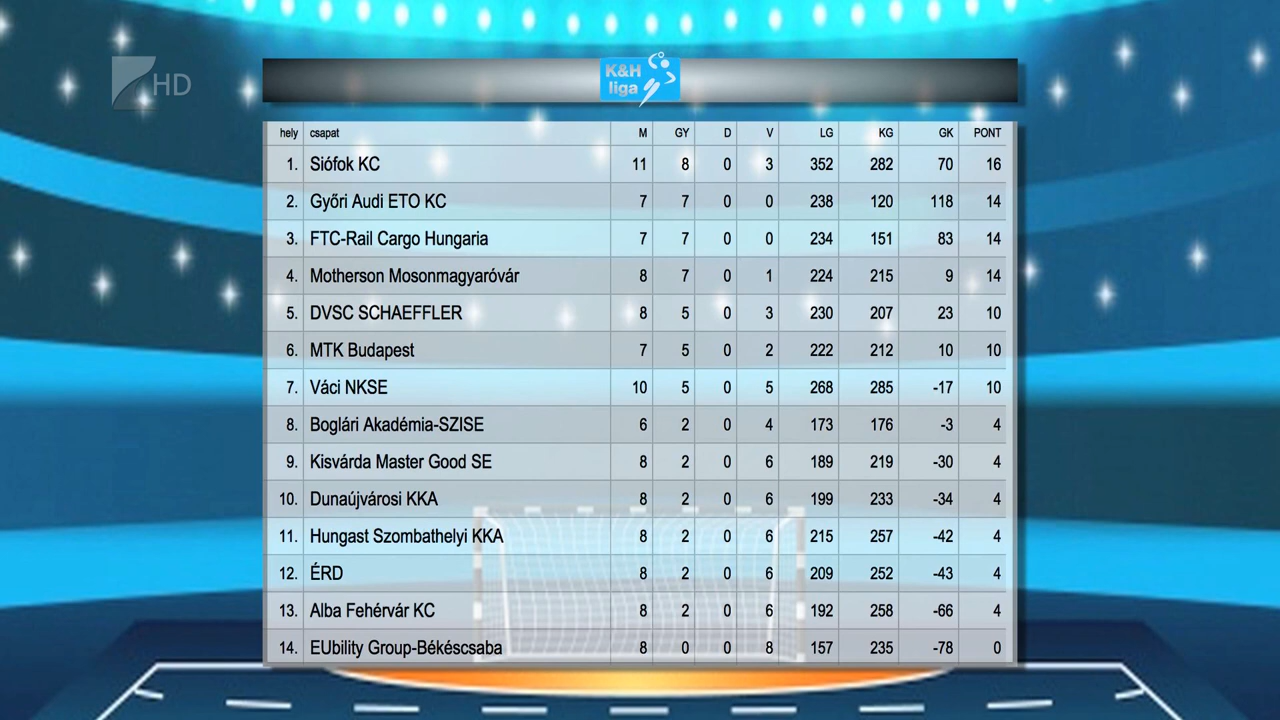 HD
K&H
liga
hely csapat M GY D V LG KG GK PONT
1. Siófok KC 11 8 0 3 352 282 70 16
2. Győri Audi ETO KC 7 7 0 0 238 120 118 14
3. FTC-Rail Cargo Hungaria 7 7 0 0 234 151 83 14
4. Motherson Mosonmagyaróvár 8 7 0 1 224 215 9 14
5. DVSC SCHAEFFLER 8 5 0 3 230 207 23 10
6. MTK Budapest 7 5 0 2 222 212 10 10
7. Váci NKSE 10 5 0 5 268 285 -17 10
8. Boglári Akadémia-SZISE 6 2 0 4 173 176 -3 4
9. Kisvárda Master Good SE 8 2 0 6 189 219 -30 4
10. Dunaújvárosi KKA 8 2 0 6 199 233 -34 4
11. Hungast Szombathelyi KKA 8 2 0 6 215 257 -42 4
12. ÉRD 8 2 0 6 209 252 -43 4
13. Alba Fehérvár KC 8 2 0 6 192 258 -66 4
14. EUbility Group-Békéscsaba 8 0 0 8 157 235 -78 0